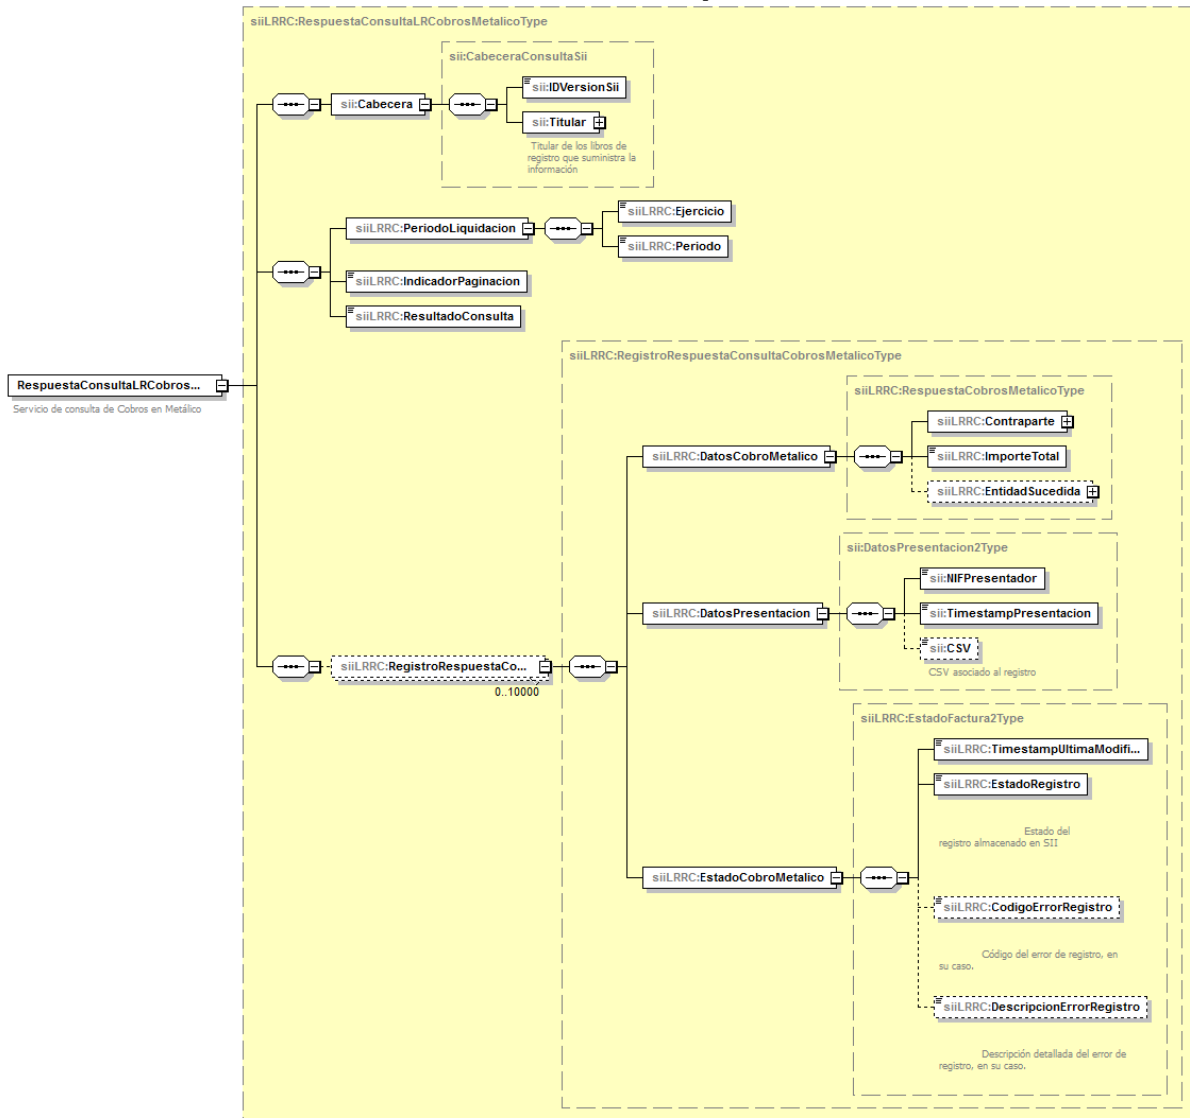 siiLRRC:RespuestaConsultaLRCobrosMetalicoType
sii:CabeceraConsultaSii
sii:IDVersionSii
sii:Cabecera
sii:Titular
Titular de los libros de
registro que suministra la
información
siiLRRC:Ejercicio
siiLRRC:PeriodoLiquidacion
siiLRRC:Periodo
siiLRRC:IndicadorPaginacion
siiLRRC:ResultadoConsulta
siiLRRC:RegistroRespuestaConsultaCobrosMetalicoType
RespuestaConsultaLRCobros...
Servicio de consulta de Cobros en Metálico
siiLRRC:RespuestaCobrosMetalicoType
siiLRRC:Contraparte
siiLRRC:DatosCobroMetalico
siiLRRC:ImporteTotal
siiLRRC:EntidadSucedida
sii:DatosPresentacion2Type
sii:NIFPresentador
siiLRRC:DatosPresentacion
sii:TimestampPresentacion
sii:CSV
CSV asociado al registro
siiLRRC:RegistroRespuestaCo...
0..10000
siiLRRC:EstadoFactura2Type
siiLRRC:TimestampUltimaModifi...
siiLRRC:EstadoRegistro
Estado del
registro almacenado en SII
siiLRRC:EstadoCobroMetalico
siiLRRC:CodigoErrorRegistro
Código del error de registro, en
su caso.
siiLRRC:DescripcionErrorRegistro
Descripción detallada del error de
registro, en su caso.